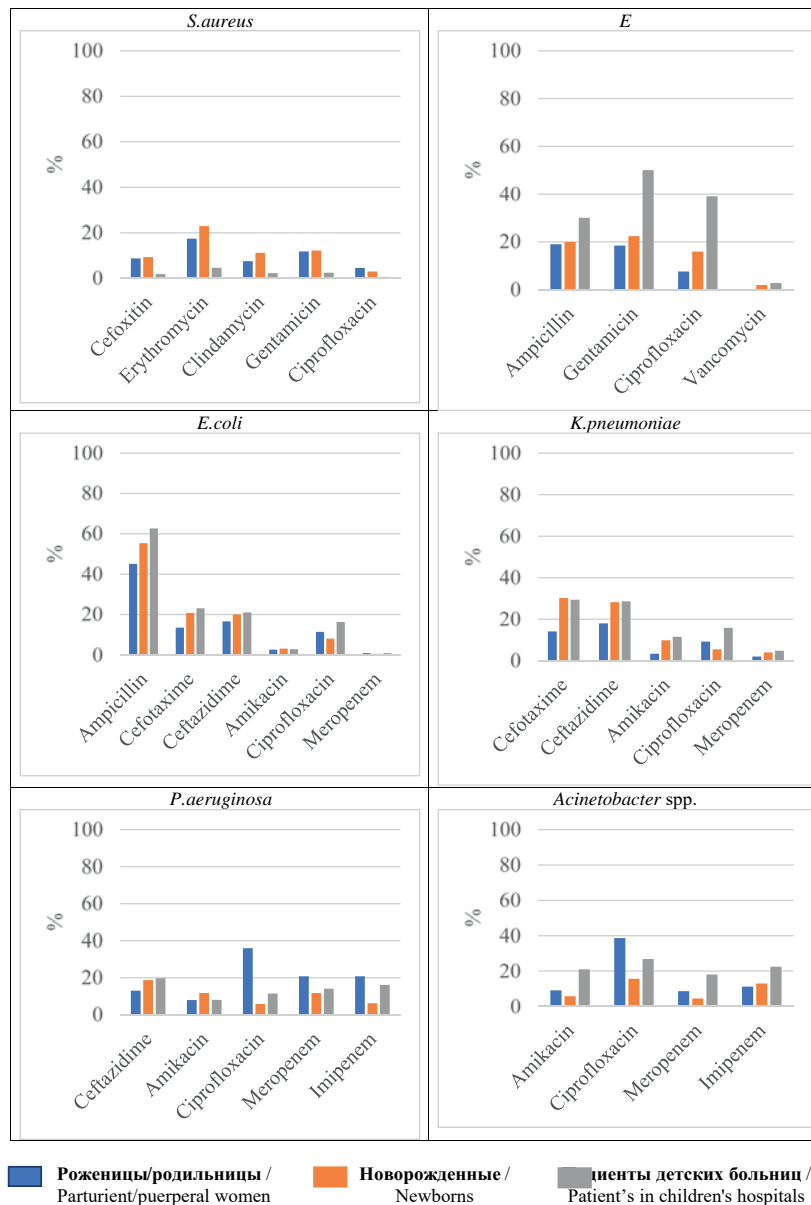 S.aureus
100
80
60
40
20
0
%
Cefoxitin
Erythromycin
Clindamycin
Gentamicin
Ciprofloxacin
E
100
80
60
40
20
0
%
Ampicillin
Gentamicin
Ciprofloxacin
Vancomycin
E.coli
100
80
60
40
20
0
%
Ampicillin
Cefotaxime
Ceftazidime
Amikacin
Ciprofloxacin
Meropenem
K.pneumoniae
100
80
60
40
20
0
%
Cefotaxime
Ceftazidime
Amikacin
Ciprofloxacin
Meropenem
P.aeruginosa
100
80
60
40
20
0
%
Ceftazidime
Amikacin
Ciprofloxacin
Meropenem
Imipenem
Acinetobacter spp.
100
80
60
40
20
0
%
Amikacin
Ciprofloxacin
Meropenem
Imipenem
Роженицы/родильницы /
Parturient/puerperal women
Новорожденные /
Newborns
детских больниц /
Patient's in children's hospitals